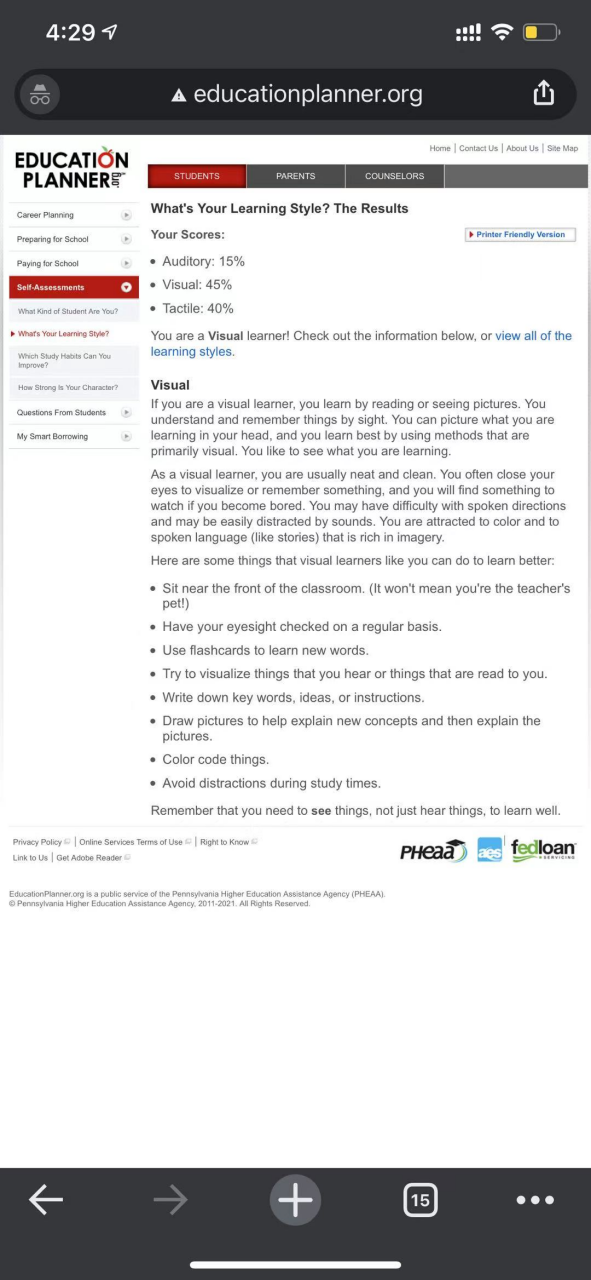 4:29
educationplanner.org
Home | Contact Us | About Us | Site Map
EDUCATION
PLANNER.org™
STUDENTS
PARENTS
COUNSELORS
Career Planning
Preparing for School
Paying for School
Self-Assessments
What Kind of Student Are You?
What's Your Learning Style?
Which Study Habits Can You
Improve?
How Strong Is Your Character?
Questions From Students
My Smart Borrowing
What's Your Learning Style? The Results
Your Scores:
Printer Friendly Version
• Auditory: 15%
• Visual: 45%
• Tactile: 40%
You are a Visual learner! Check out the information below, or view all of the
learning styles.
Visual
If you are a visual learner, you learn by reading or seeing pictures. You
understand and remember things by sight. You can picture what you are
learning in your head, and you learn best by using methods that are
primarily visual. You like to see what you are learning.
As a visual learner, you are usually neat and clean. You often close your
eyes to visualize or remember something, and you will find something to
watch if you become bored. You may have difficulty with spoken directions
and may be easily distracted by sounds. You are attracted to color and to
spoken language (like stories) that is rich in imagery.
Here are some things that visual learners like you can do to learn better:
• Sit near the front of the classroom. (It won't mean you're the teacher's
pet!)
• Have your eyesight checked on a regular basis.
• Use flashcards to learn new words.
• Try to visualize things that you hear or things that are read to you.
• Write down key words, ideas, or instructions.
• Draw pictures to help explain new concepts and then explain the
pictures.
• Color code things.
• Avoid distractions during study times.
Remember that you need to see things, not just hear things, to learn well.
Privacy Policy | Online Services Terms of Use | Right to Know
Link to Us | Get Adobe Reader
PHEAA
aes
fedloan
SERVICING
EducationPlanner.org is a public service of the Pennsylvania Higher Education Assistance Agency (PHEAA).
© Pennsylvania Higher Education Assistance Agency, 2011-2021. All Rights Reserved.
15